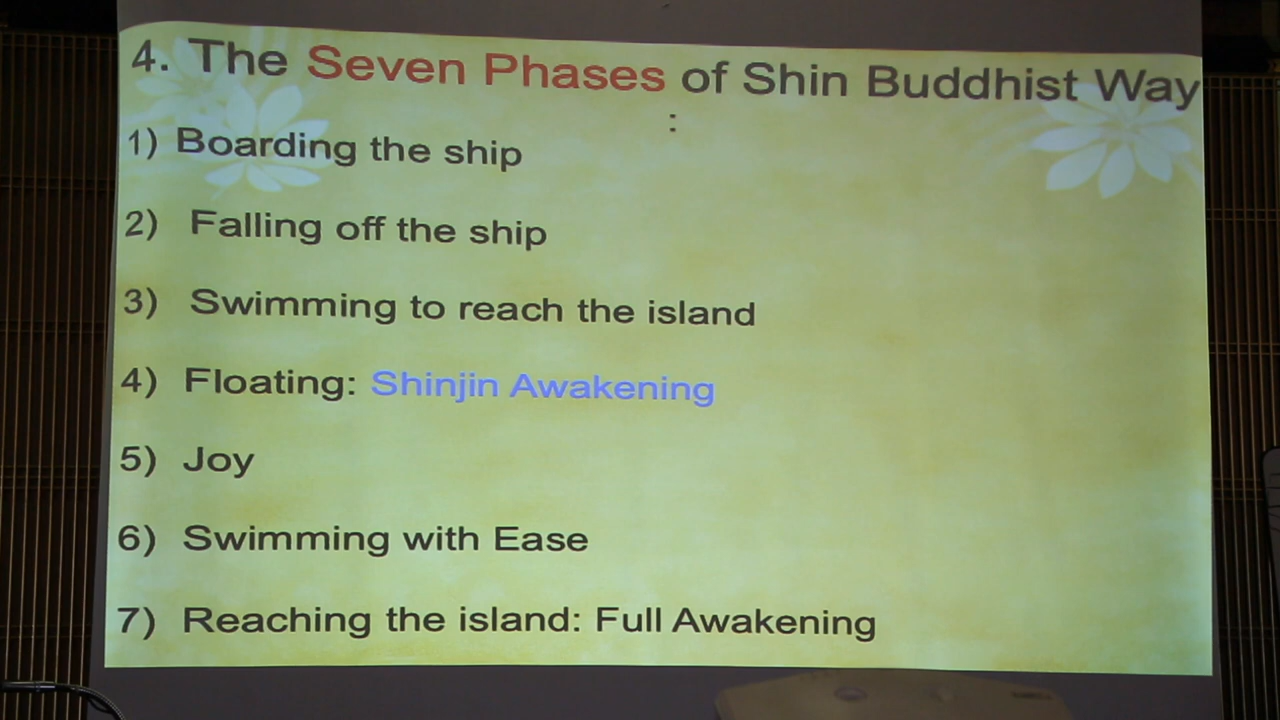 4. The Seven Phases of Shin Buddhist Way
:
1) Boarding the ship
2) Falling off the ship
3) Swimming to reach the island
4) Floating: Shinjin Awakening
5) Joy
6) Swimming with Ease
7) Reaching the island: Full Awakening